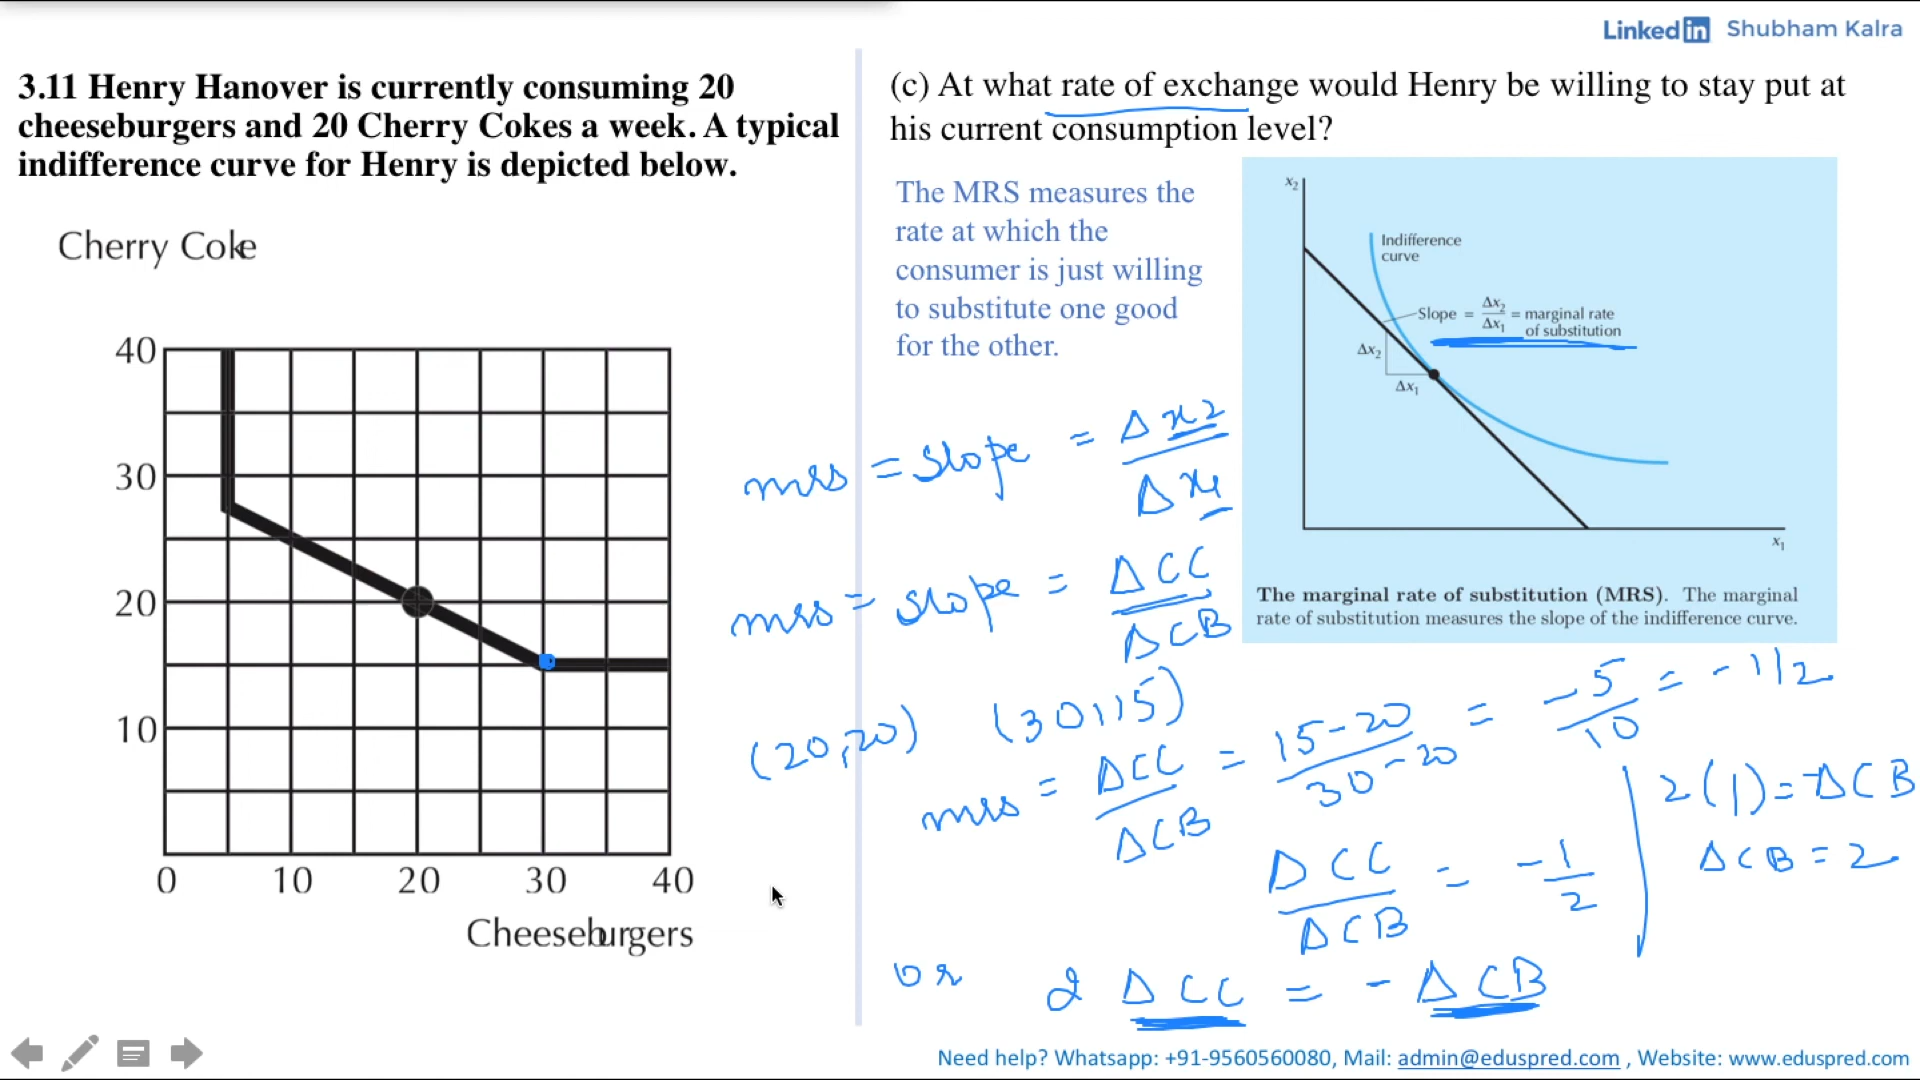 Linked in Shubham Kalra
3.11 Henry Hanover is currently consuming 20
cheeseburgers and 20 Cherry Cokes a week. A typical
indifference curve for Henry is depicted below.
Cherry Coke
40
30
20
10
0 10 20 30 40
Cheeseburgers
(c) At what rate of exchange would Henry be willing to stay put at
his current consumption level?
The MRS measures the
rate at which the
consumer is just willing
to substitute one good
for the other.
x2
Indifference
curve
Slope = Δx2 / Δx1 = marginal rate
of substitution
Δx2
Δx1
x1
The marginal rate of substitution (MRS). The marginal
rate of substitution measures the slope of the indifference curve.
mrs = slope = Δx2 / Δx1
mrs = slope = ΔCC / ΔCB
(20,20) (30,15)
mrs = ΔCC / ΔCB = 15-20 / 30-20 = -5 / 10 = -1/2
ΔCC / ΔCB = -1 / 2
or 2 ΔCC = - ΔCB
2(1) = -ΔCB
ΔCB = 2
Need help? Whatsapp: +91-9560560080, Mail: admin@eduspred.com , Website: www.eduspred.com